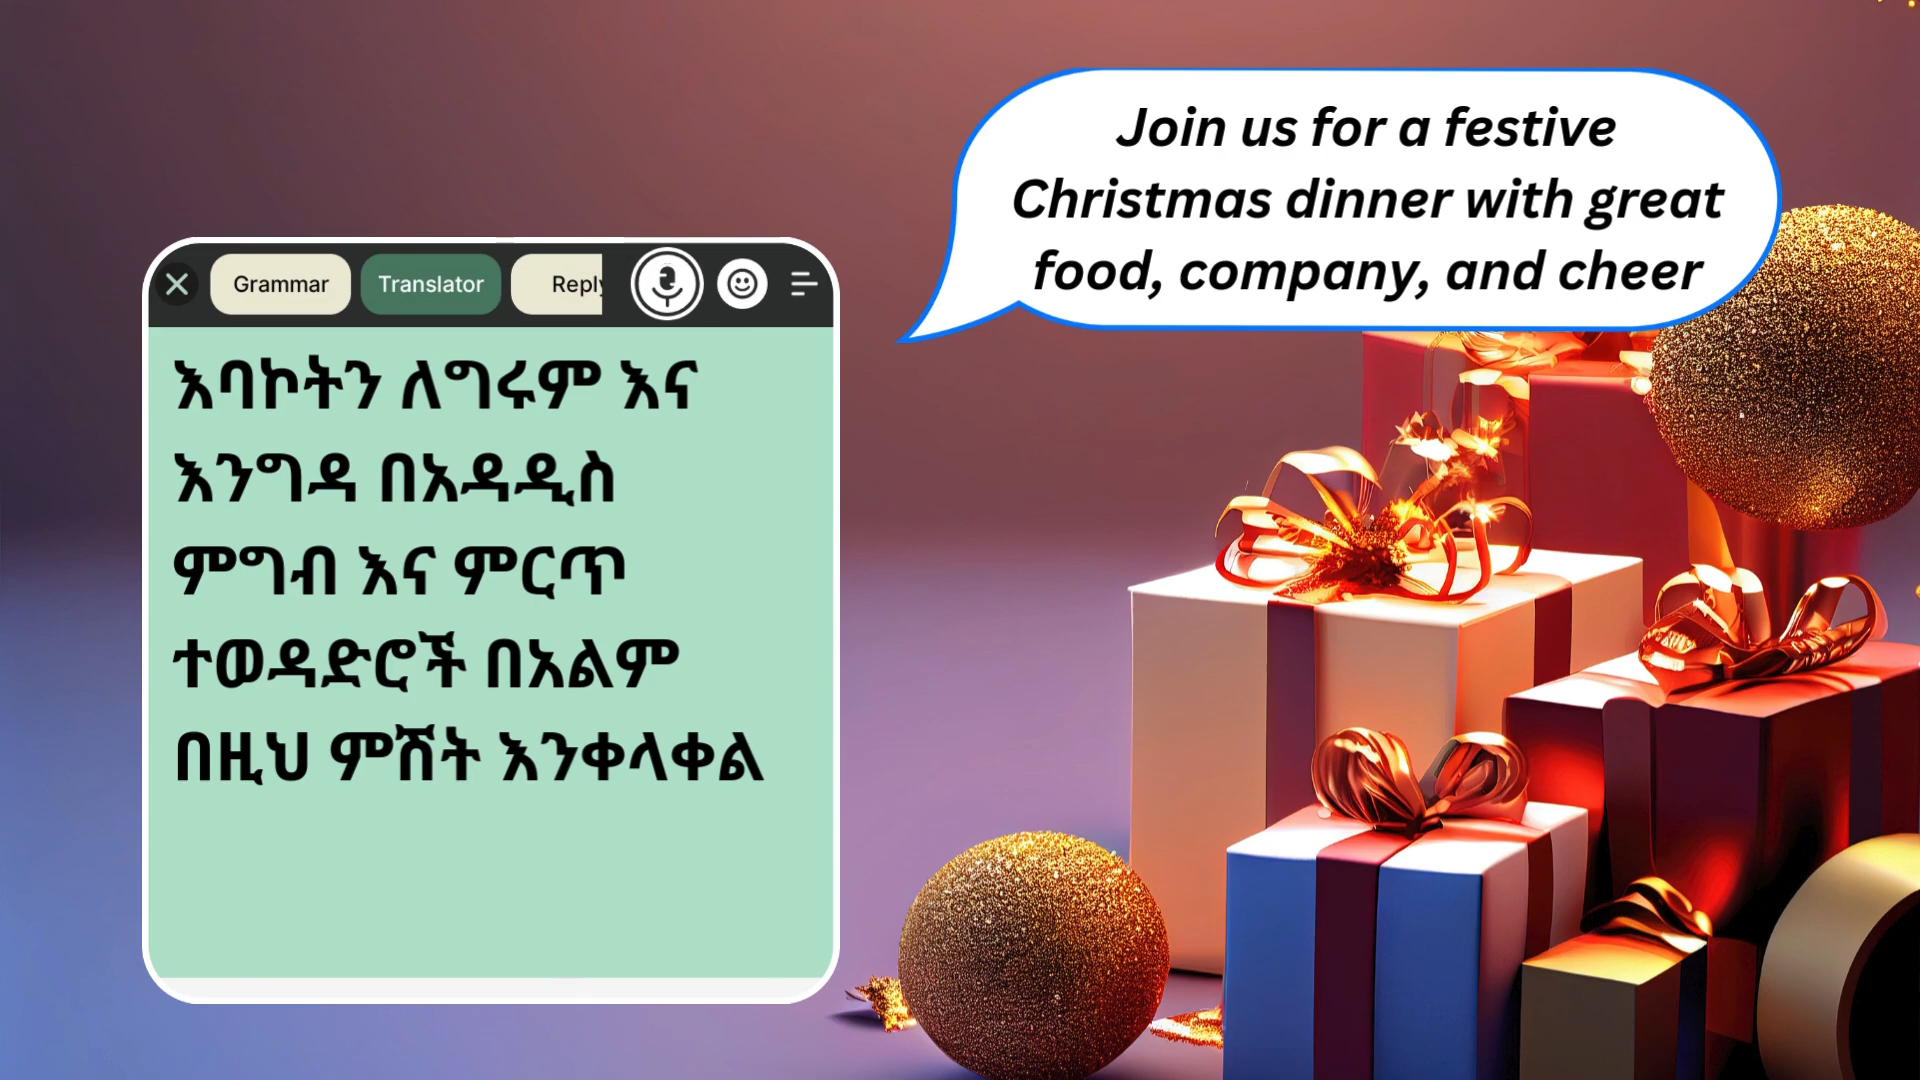 Join us for a festive
Christmas dinner with great
food, company, and cheer
Grammar
Translator
Reply
እባኮትን ለግሩም እና
እንግዳ በአዳዲስ
ምግብ እና ምርጥ
ተወዳድሮች በአልም
በዚህ ምሽት እንቀላቀል